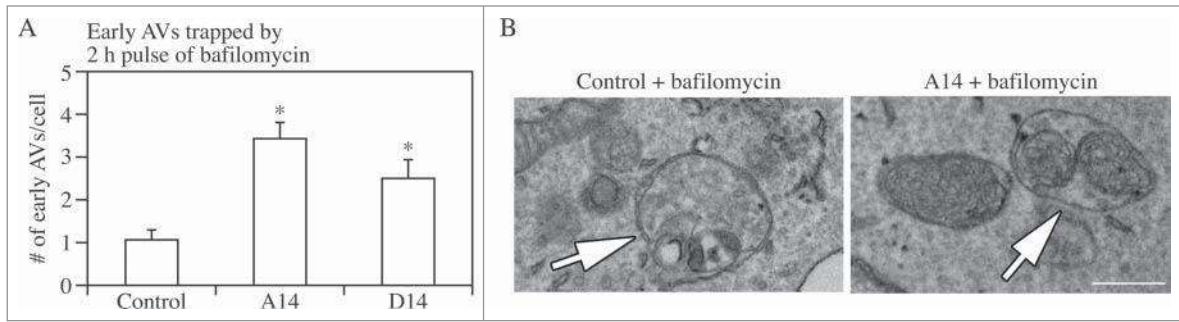 A
Early AVs trapped by
2 h pulse of bafilomycin
# of early AVs/cell
5
4
3
2
1
0
*
*
Control
A14
D14
B
Control + bafilomycin
A14 + bafilomycin